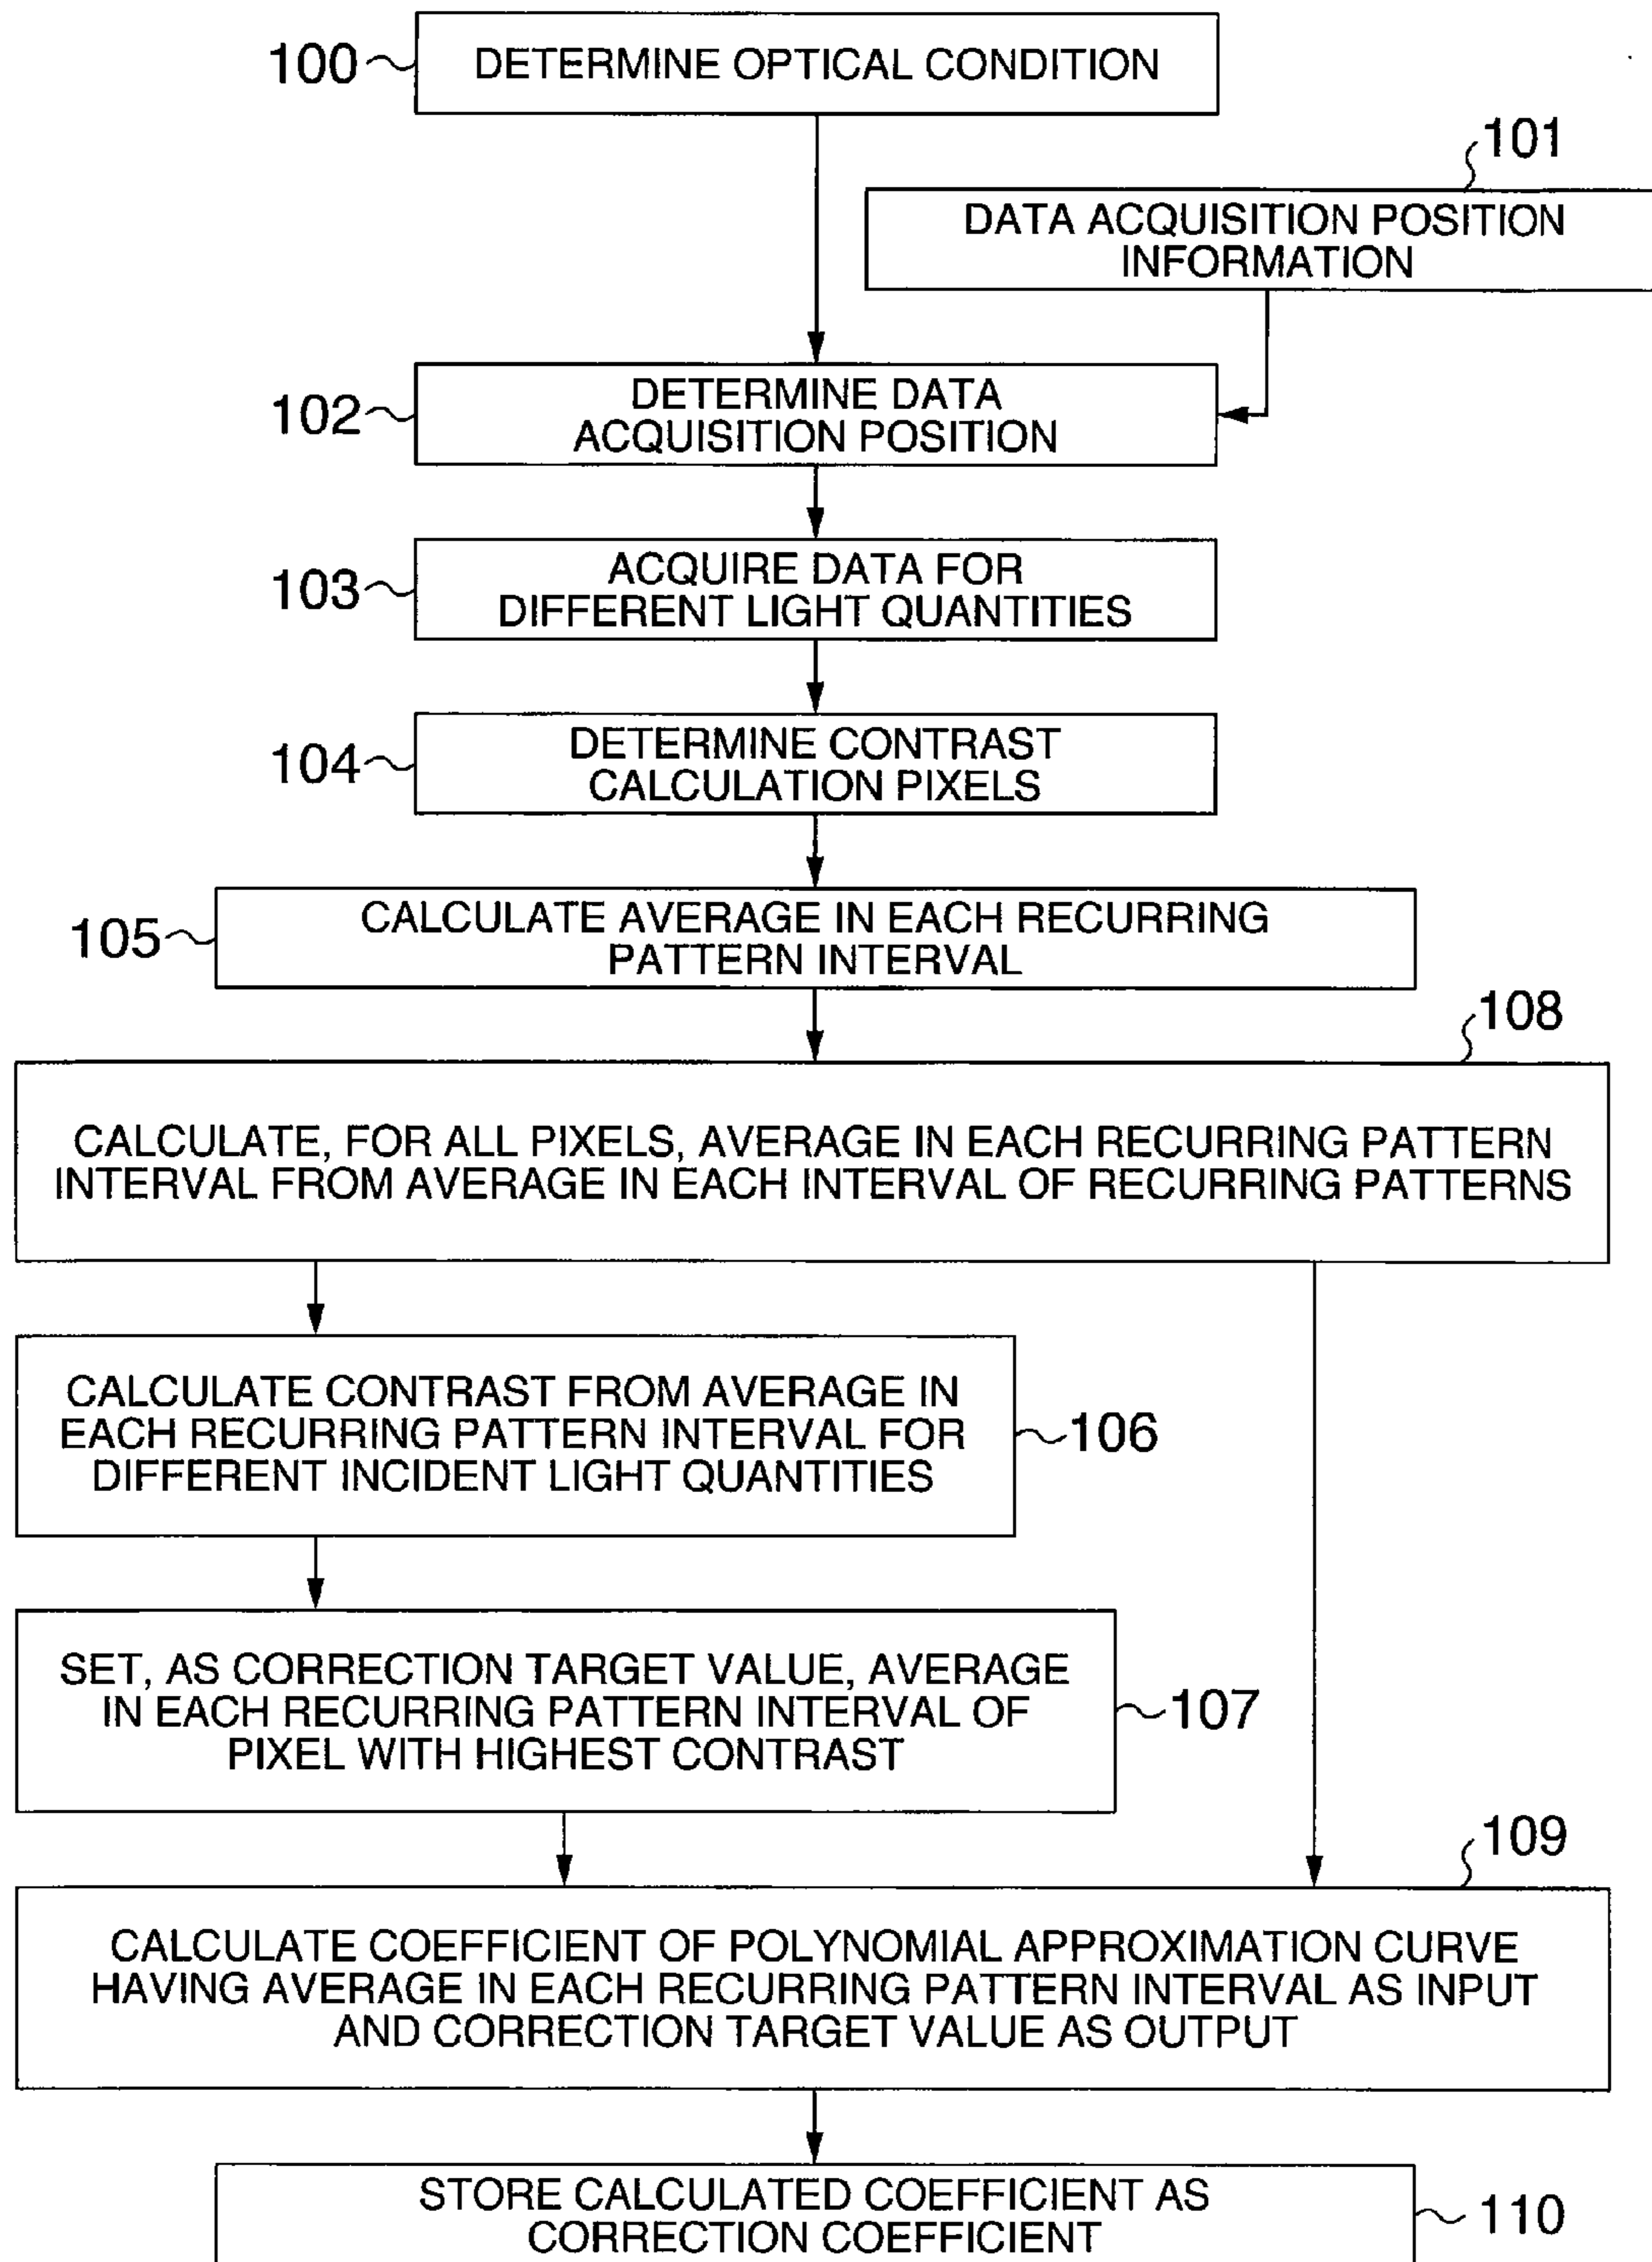 100
DETERMINE OPTICAL CONDITION
101
DATA ACQUISITION POSITION
INFORMATION
102
DETERMINE DATA
ACQUISITION POSITION
103
ACQUIRE DATA FOR
DIFFERENT LIGHT QUANTITIES
104
DETERMINE CONTRAST
CALCULATION PIXELS
105
CALCULATE AVERAGE IN EACH RECURRING
PATTERN INTERVAL
108
CALCULATE, FOR ALL PIXELS, AVERAGE IN EACH RECURRING PATTERN
INTERVAL FROM AVERAGE IN EACH INTERVAL OF RECURRING PATTERNS
CALCULATE CONTRAST FROM AVERAGE IN
EACH RECURRING PATTERN INTERVAL FOR
DIFFERENT INCIDENT LIGHT QUANTITIES
106
SET, AS CORRECTION TARGET VALUE, AVERAGE
IN EACH RECURRING PATTERN INTERVAL OF
PIXEL WITH HIGHEST CONTRAST
107
109
CALCULATE COEFFICIENT OF POLYNOMIAL APPROXIMATION CURVE
HAVING AVERAGE IN EACH RECURRING PATTERN INTERVAL AS INPUT
AND CORRECTION TARGET VALUE AS OUTPUT
STORE CALCULATED COEFFICIENT AS
CORRECTION COEFFICIENT
110